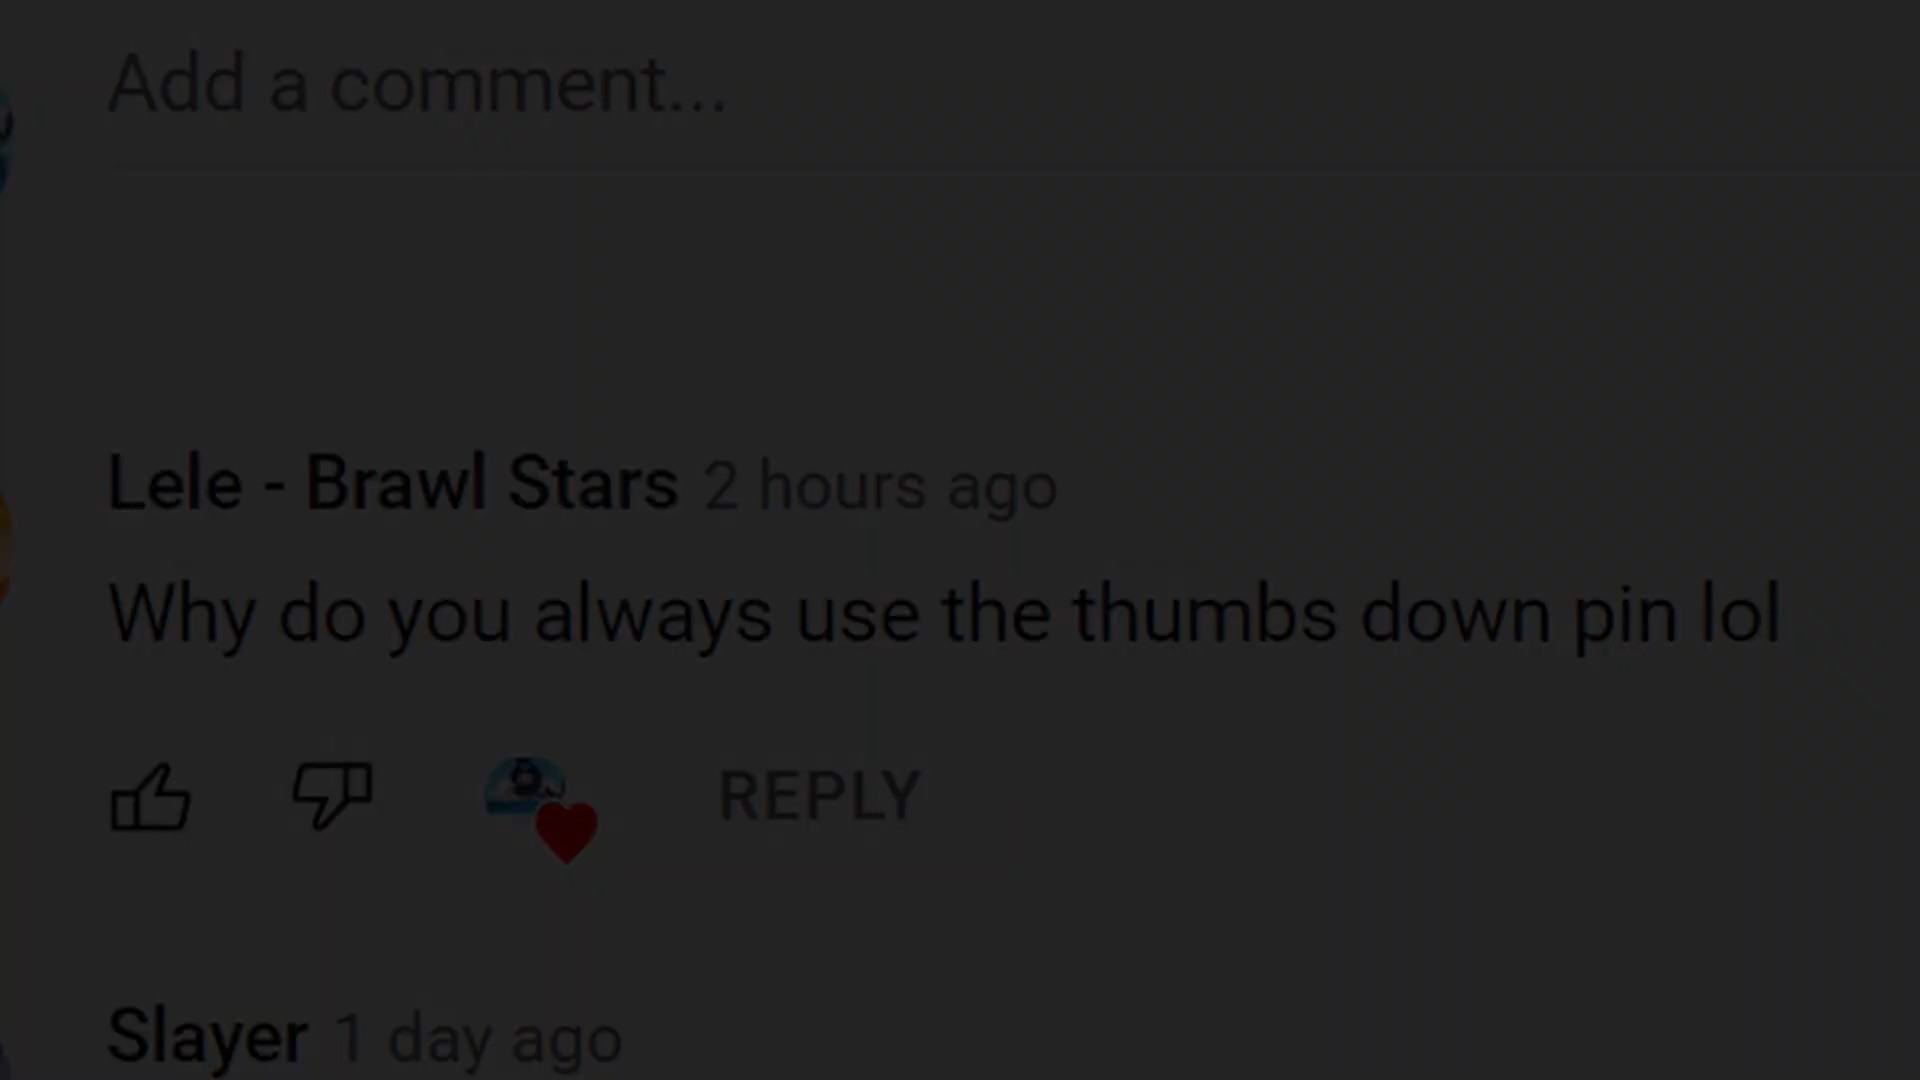 Add a comment...
Lele - Brawl Stars 2 hours ago
Why do you always use the thumbs down pin lol
REPLY
Slayer 1 day ago